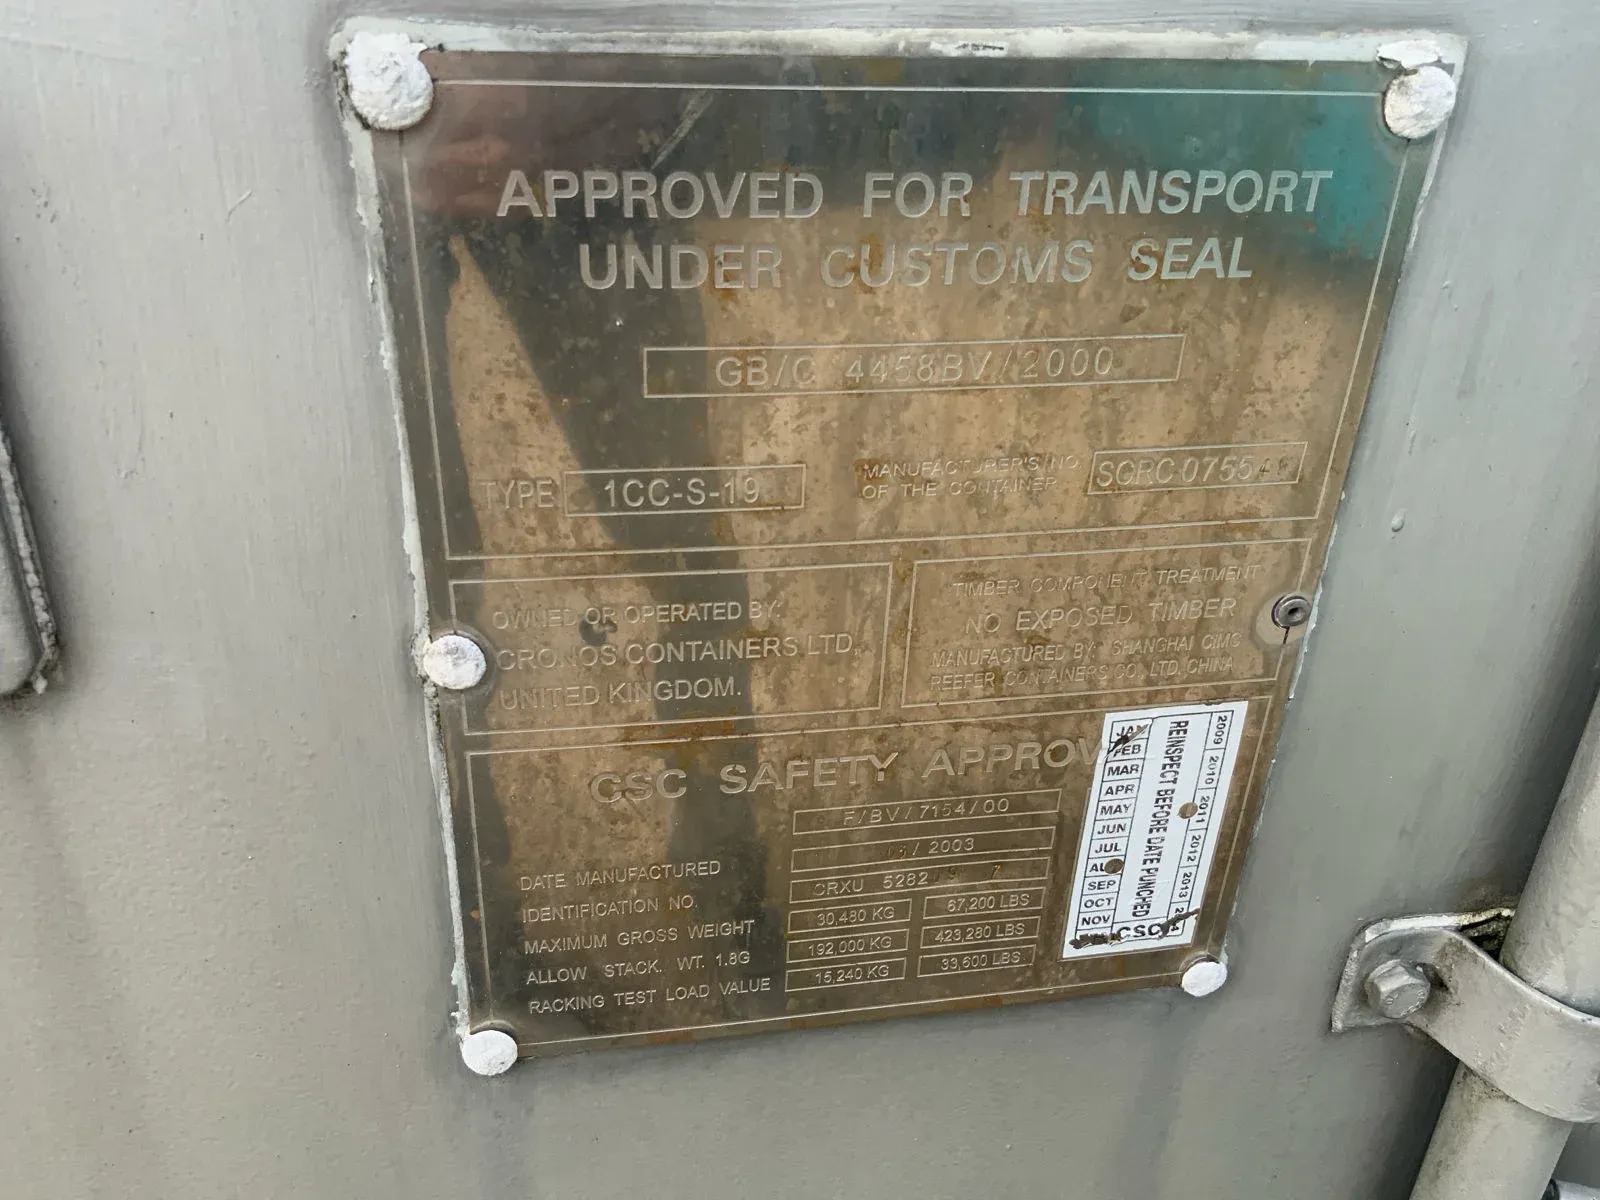 APPROVED FOR TRANSPORT
UNDER CUSTOMS SEAL
GB/C 4458BV/2000
TYPE 1CC-S-19
MANUFACTURER'S NO.
OF THE CONTAINER
OWNED OR OPERATED BY:
CRONOS CONTAINERS LTD,
UNITED KINGDOM.
TIMBER COMPONENT TREATMENT
NO EXPOSED TIMBER
MANUFACTURED BY: SHANGHAI CIMC
REEFER CONTAINERS CO., LTD, CHINA
CSC SAFETY
F/BV/7154/00
DATE MANUFACTURED 2003
IDENTIFICATION NO. CRXU
MAXIMUM GROSS WEIGHT 30,480 KG 67,200 LBS
ALLOW STACK. WT. 1.8G 192,000 KG 423,280 LBS
RACKING TEST LOAD VALUE 15,240 KG 33,600 LBS
2009 2010 2011 2012 2013
REINSPECT BEFORE DATE PUNCHED
JAN
FEB
MAR
APR
MAY
JUN
JUL
SEP
OCT
NOV
CSC